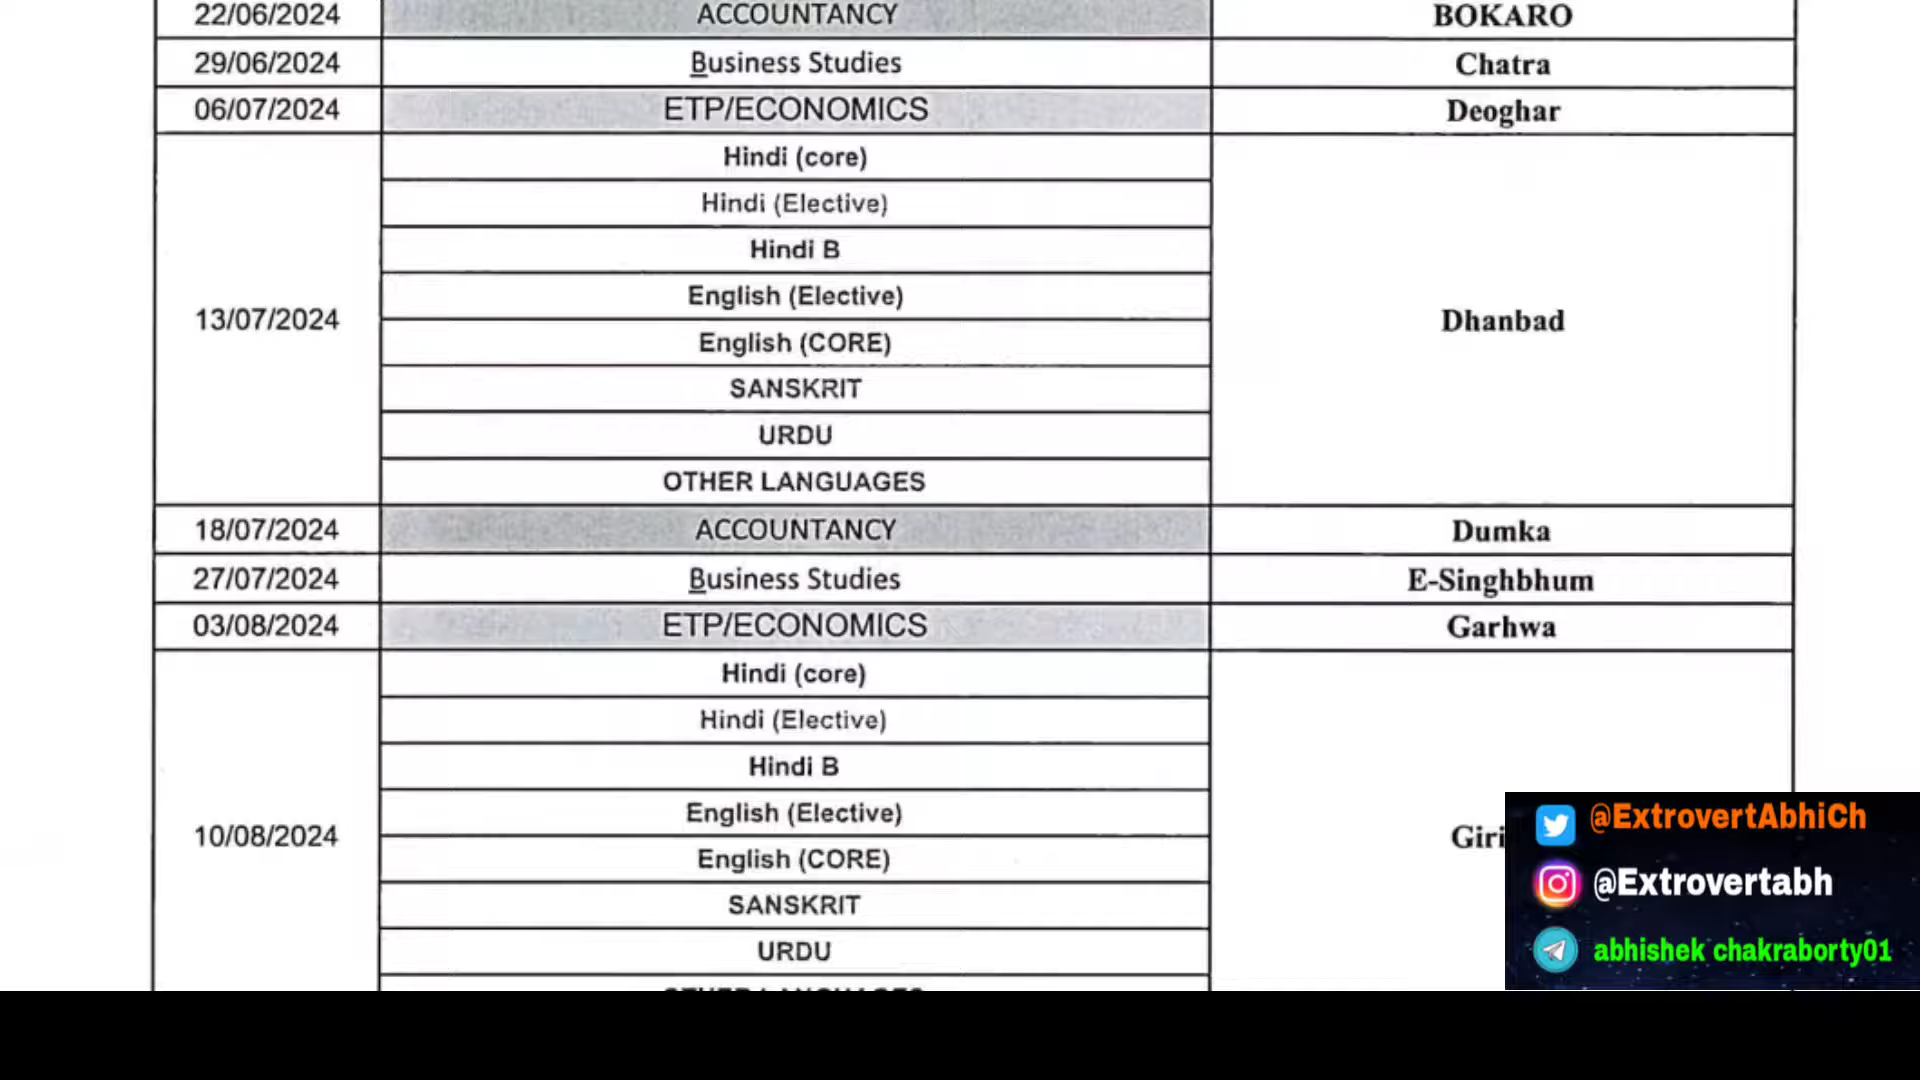 22/06/2024 ACCOUNTANCY BOKARO
29/06/2024 Business Studies Chatra
06/07/2024 ETP/ECONOMICS Deoghar
Hindi (core)
Hindi (Elective)
Hindi B
English (Elective)
13/07/2024 Dhanbad
English (CORE)
SANSKRIT
URDU
OTHER LANGUAGES
18/07/2024 ACCOUNTANCY Dumka
27/07/2024 Business Studies E-Singhbhum
03/08/2024 ETP/ECONOMICS Garhwa
Hindi (core)
Hindi (Elective)
Hindi B
English (Elective)
10/08/2024
English (CORE)
SANSKRIT
URDU
OTHER LANGUAGES
@ExtrovertAbhiCh
@Extrovertabh
abhishek chakraborty01